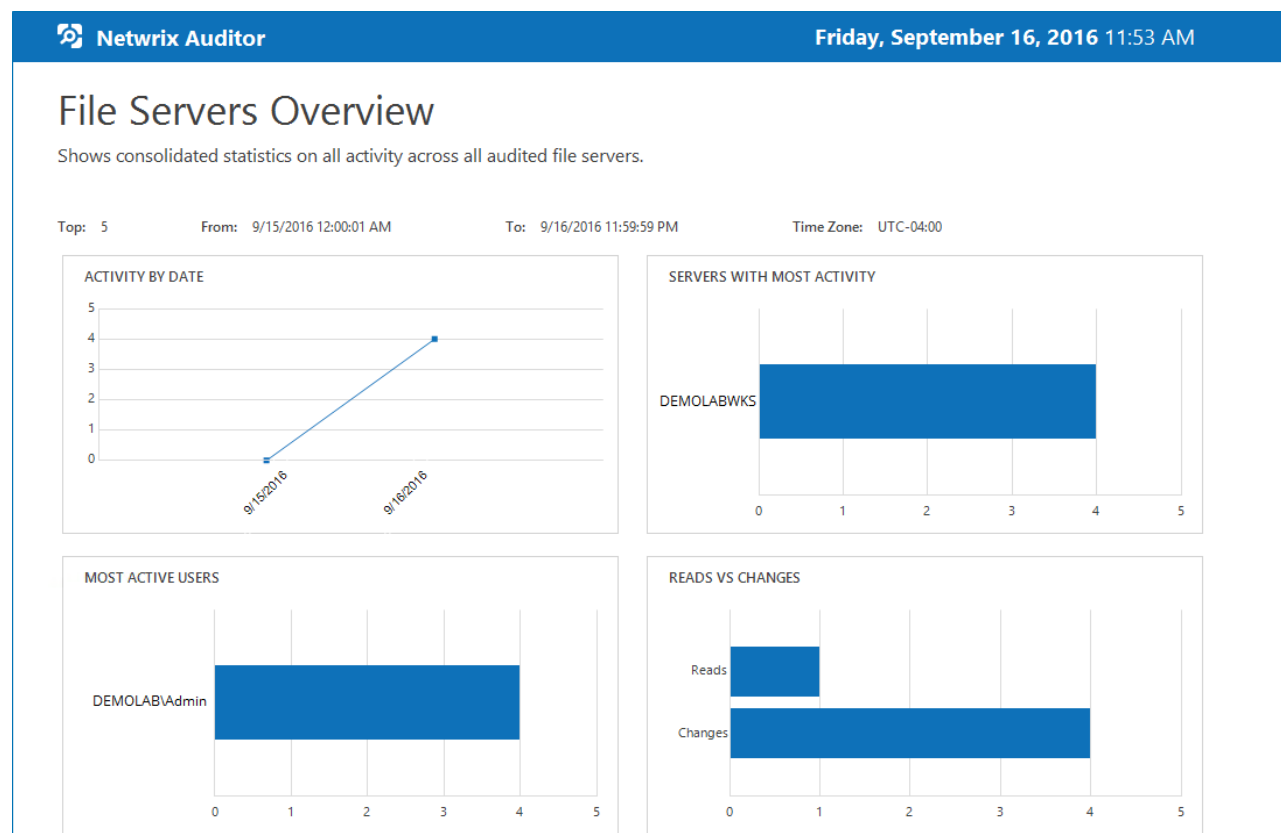 Netwrix Auditor
Friday, September 16, 2016 11:53 AM
File Servers Overview
Shows consolidated statistics on all activity across all audited file servers.
Top: 5 From: 9/15/2016 12:00:01 AM To: 9/16/2016 11:59:59 PM Time Zone: UTC-04:00
ACTIVITY BY DATE
5
4
3
2
1
0
9/15/2016 9/16/2016
SERVERS WITH MOST ACTIVITY
DEMOLABWKS
0 1 2 3 4 5
MOST ACTIVE USERS
DEMOLAB\Admin
0 1 2 3 4 5
READS VS CHANGES
Reads
Changes
0 1 2 3 4 5